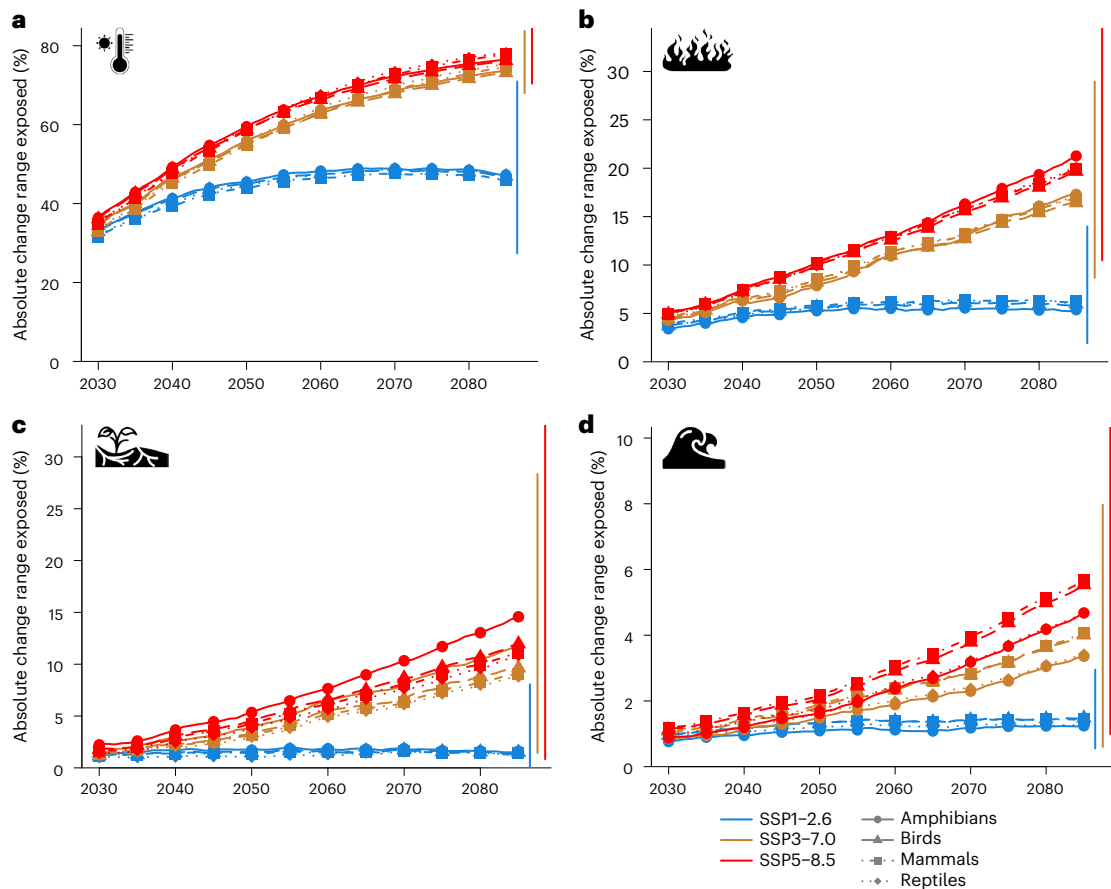 a
Absolute change range exposed (%)
80
60
40
20
0
2030 2040 2050 2060 2070 2080
b
Absolute change range exposed (%)
30
25
20
15
10
5
0
2030 2040 2050 2060 2070 2080
c
Absolute change range exposed (%)
30
25
20
15
10
5
0
2030 2040 2050 2060 2070 2080
d
Absolute change range exposed (%)
10
8
6
4
2
0
2030 2040 2050 2060 2070 2080
SSP1–2.6
SSP3–7.0
SSP5–8.5
Amphibians
Birds
Mammals
Reptiles